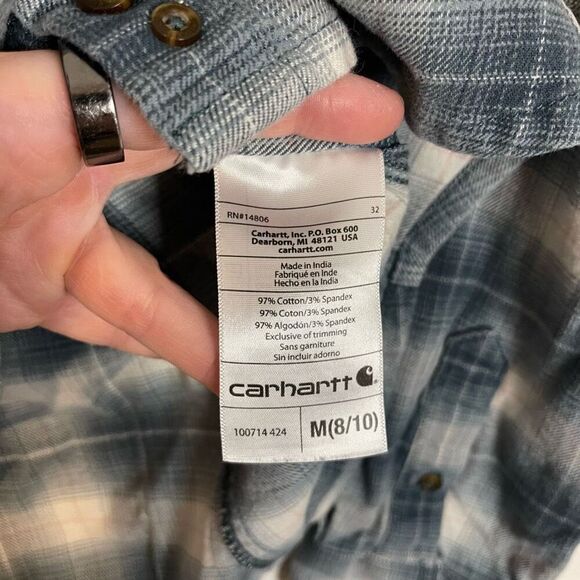 RN#14806 32
Carhartt, Inc. P.O. Box 600
Dearborn, MI 48121 USA
carhartt.com
Made in India
Fabriqué en Inde
Hecho en la India
97% Cotton/3% Spandex
97% Coton/3% Spandex
97% Algodón/3% Spandex
Exclusive of trimming
Sans garniture
Sin incluir adorno
carhartt
100714 424 M(8/10)